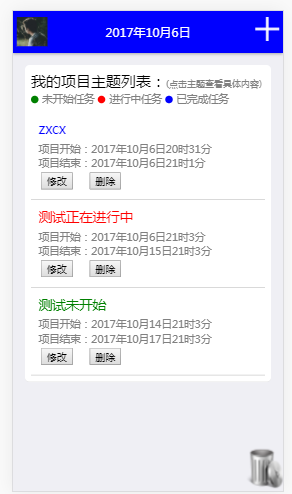 2017年10月6日
我的项目主题列表：(点击主题查看具体内容)
未开始任务 进行中任务 已完成任务
ZXCX
项目开始：2017年10月6日20时31分
项目结束：2017年10月6日21时1分
修改 删除
测试正在进行中
项目开始：2017年10月6日21时3分
项目结束：2017年10月15日21时3分
修改 删除
测试未开始
项目开始：2017年10月14日21时3分
项目结束：2017年10月17日21时3分
修改 删除